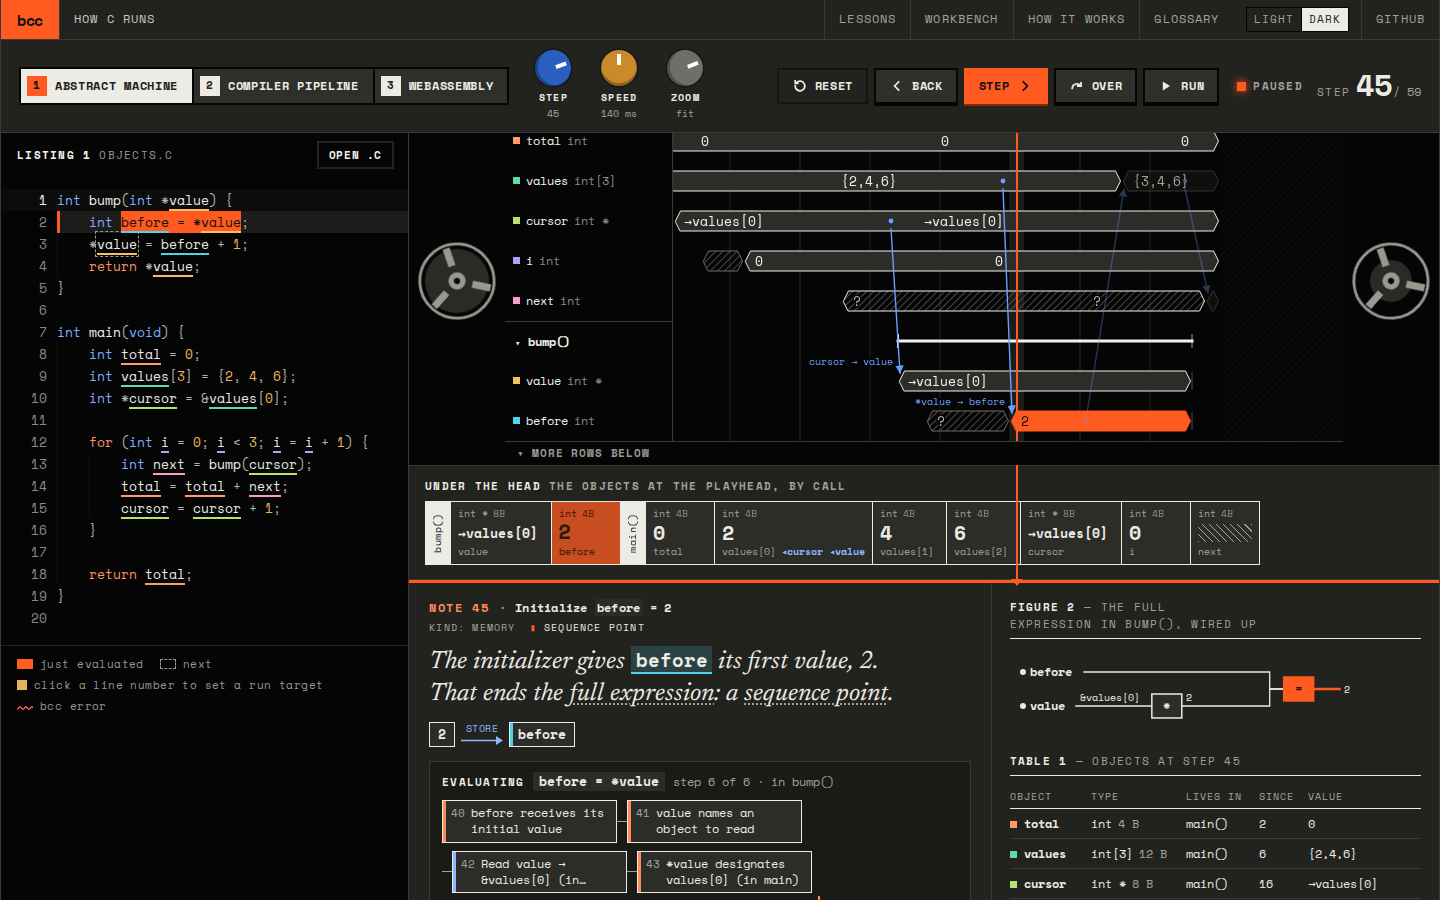 bcc HOW C RUNS LESSONS WORKBENCH HOW IT WORKS GLOSSARY LIGHT DARK GITHUB
1 ABSTRACT MACHINE 2 COMPILER PIPELINE 3 WEBASSEMBLY
STEP SPEED ZOOM
45 140 ms fit
RESET BACK STEP OVER RUN PAUSED STEP 45 / 59
LISTING 1 OBJECTS.C OPEN .C
1 int bump(int *value) {
2 int before = *value;
3 *value = before + 1;
4 return *value;
5 }
6
7 int main(void) {
8 int total = 0;
9 int values[3] = {2, 4, 6};
10 int *cursor = &values[0];
11
12 for (int i = 0; i < 3; i = i + 1) {
13 int next = bump(cursor);
14 total = total + next;
15 cursor = cursor + 1;
16 }
17
18 return total;
19 }
20
just evaluated next
click a line number to set a run target
bcc error
total int 0 0 0
values int[3] {2,4,6} {3,4,6}
cursor int * →values[0] →values[0]
i int 0 0
next int ? ?
▾ bump()
cursor → value
value int * →values[0]
*value → before
before int ? 2
▾ MORE ROWS BELOW
UNDER THE HEAD THE OBJECTS AT THE PLAYHEAD, BY CALL
bump()
int * 8B
→values[0]
value
int 4B
2
before
main()
int 4B
0
total
int 4B
2
values[0] ◂cursor ◂value
int 4B
4
values[1]
int 4B
6
values[2]
int * 8B
→values[0]
cursor
int 4B
0
i
int 4B
next
NOTE 45 · Initialize before = 2
KIND: MEMORY SEQUENCE POINT
The initializer gives before its first value, 2.
That ends the full expression: a sequence point.
2 STORE before
EVALUATING before = *value step 6 of 6 · in bump()
40 before receives its
initial value
41 value names an
object to read
42 Read value →
&values[0] (in…
43 *value designates
values[0] (in main)
FIGURE 2 — THE FULL
EXPRESSION IN BUMP(), WIRED UP
before
value &values[0] * 2 = 2
TABLE 1 — OBJECTS AT STEP 45
OBJECT TYPE LIVES IN SINCE VALUE
total int 4 B main() 2 0
values int[3] 12 B main() 6 {2,4,6}
cursor int * 8 B main() 16 →values[0]